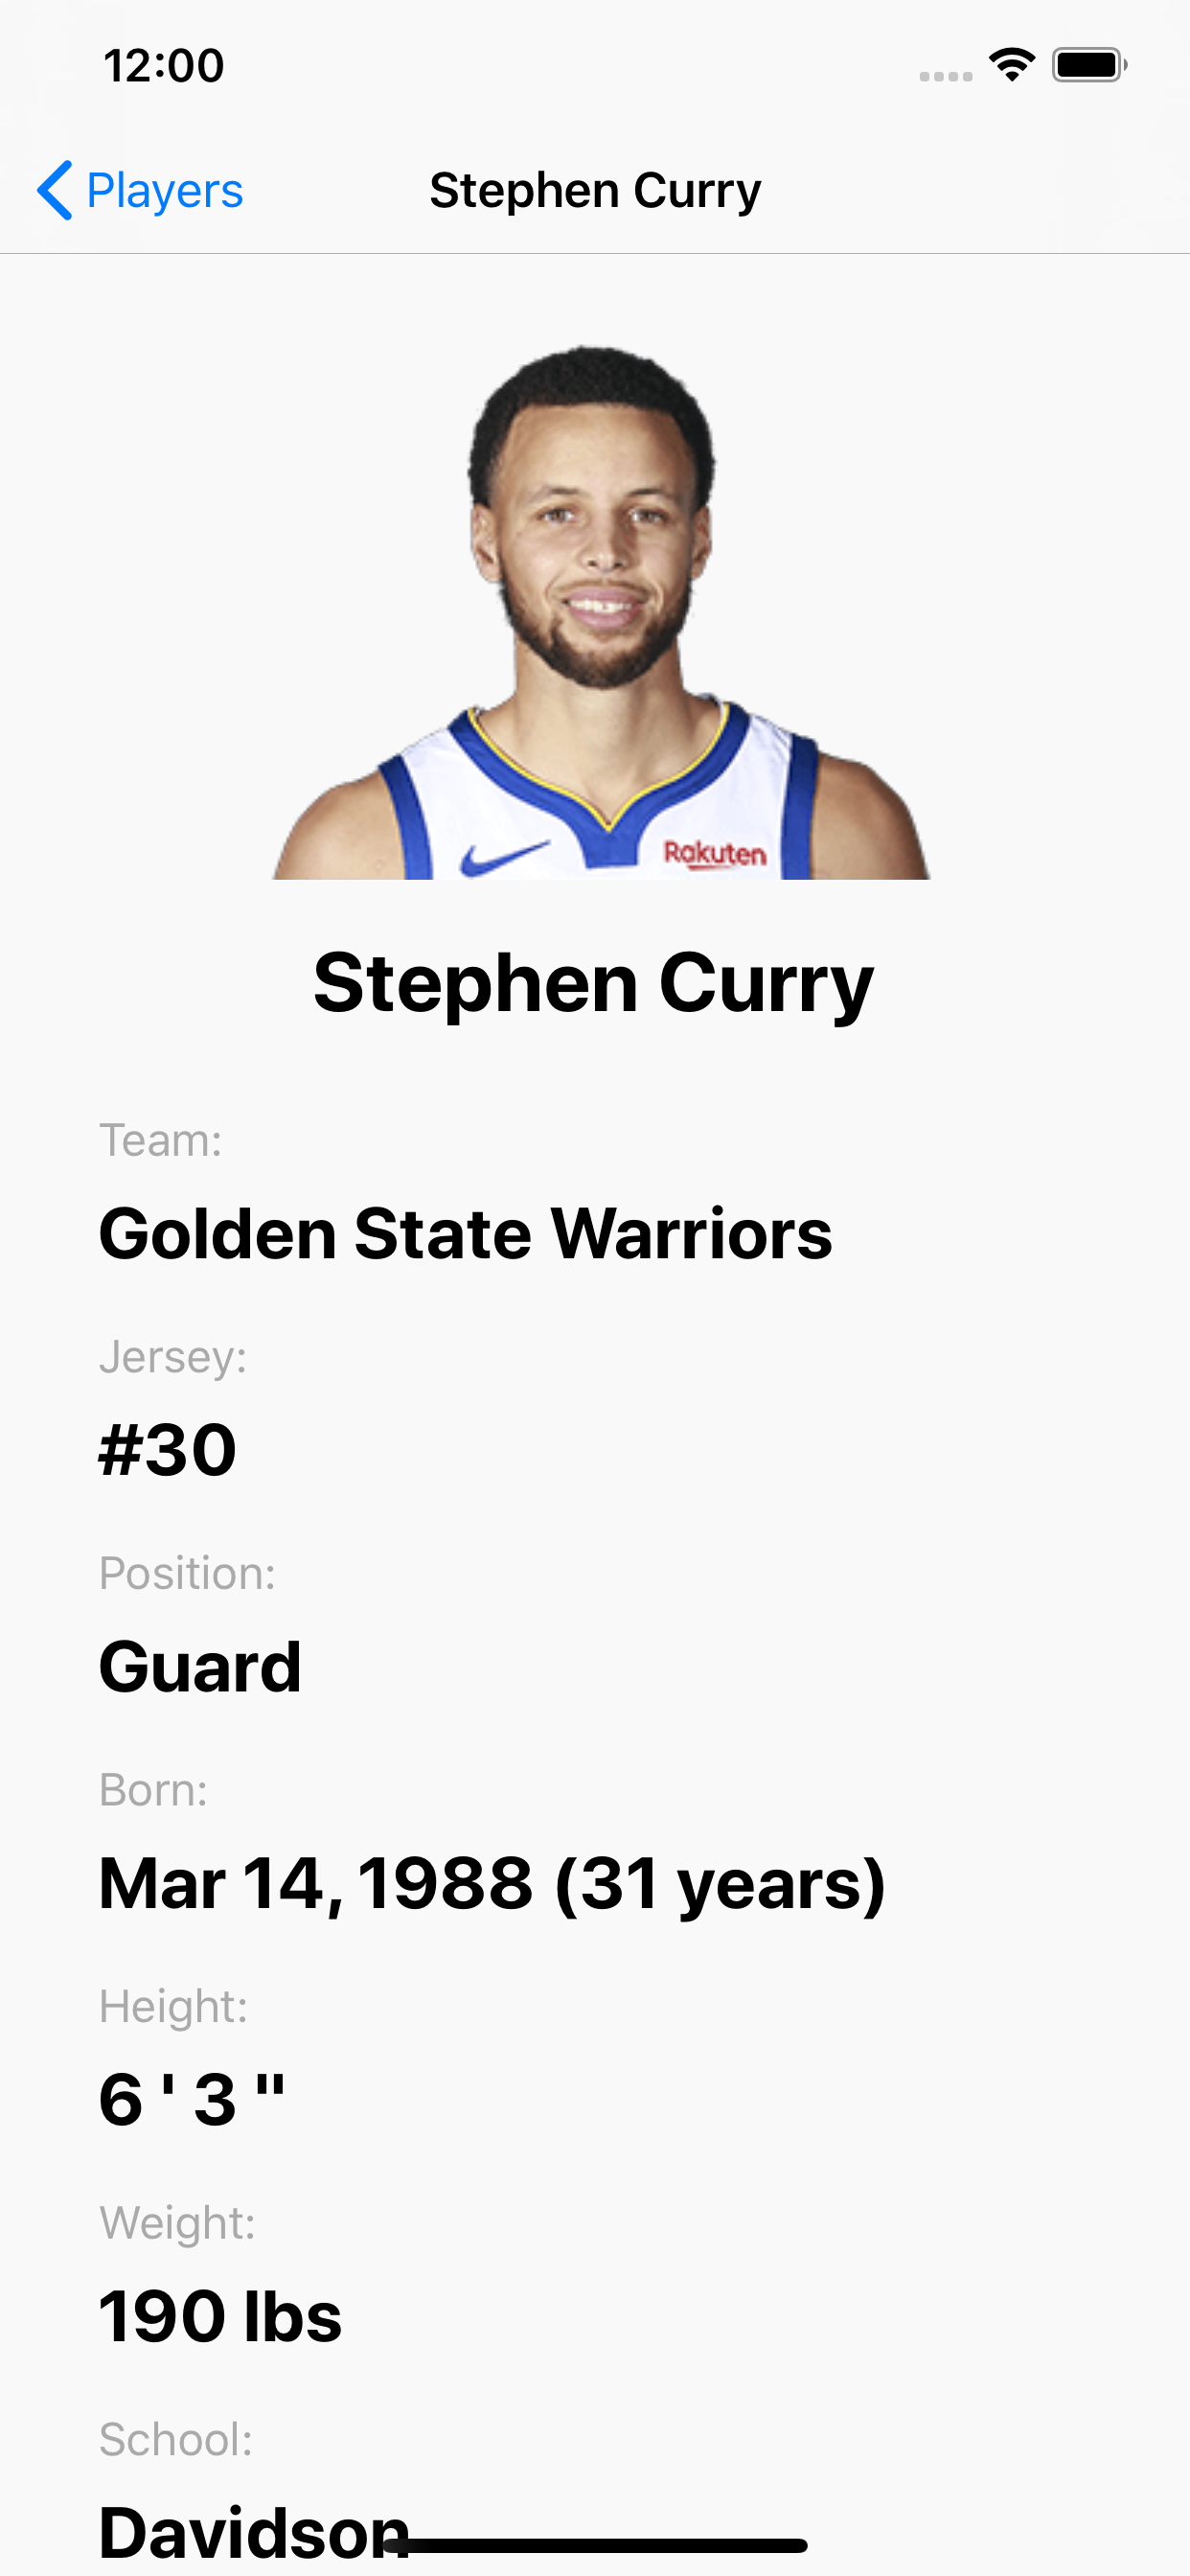 12:00
Players
Stephen Curry
Rakuten
Stephen Curry
Team:
Golden State Warriors
Jersey:
#30
Position:
Guard
Born:
Mar 14, 1988 (31 years)
Height:
6 ' 3 "
Weight:
190 lbs
School:
Davidson